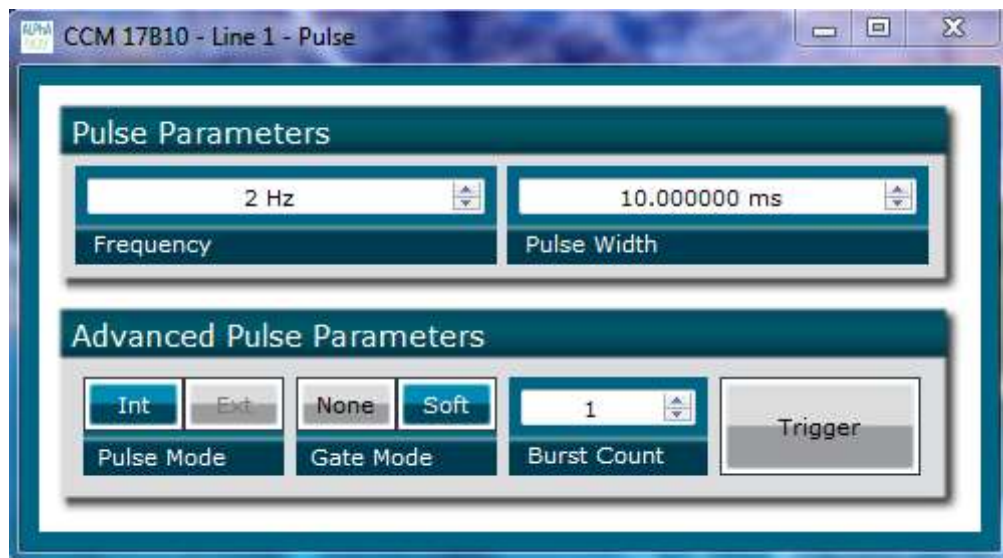 CCM 17B10 - Line 1 - Pulse
Pulse Parameters
2 Hz
10.000000 ms
Frequency
Pulse Width
Advanced Pulse Parameters
Int Ext None Soft
1
Trigger
Pulse Mode
Gate Mode
Burst Count